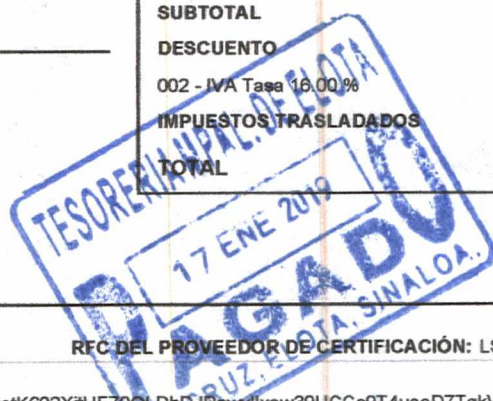 SUBTOTAL
DESCUENTO
002 - IVA Tasa 16.00 %
IMPUESTOS TRASLADADOS
TOTAL
TESORERIA MPAL. OF ELOTA
17 ENE 2019
PAGADO
CRUZ, ELOTA, SINALOA.
RFC DEL PROVEEDOR DE CERTIFICACIÓN: